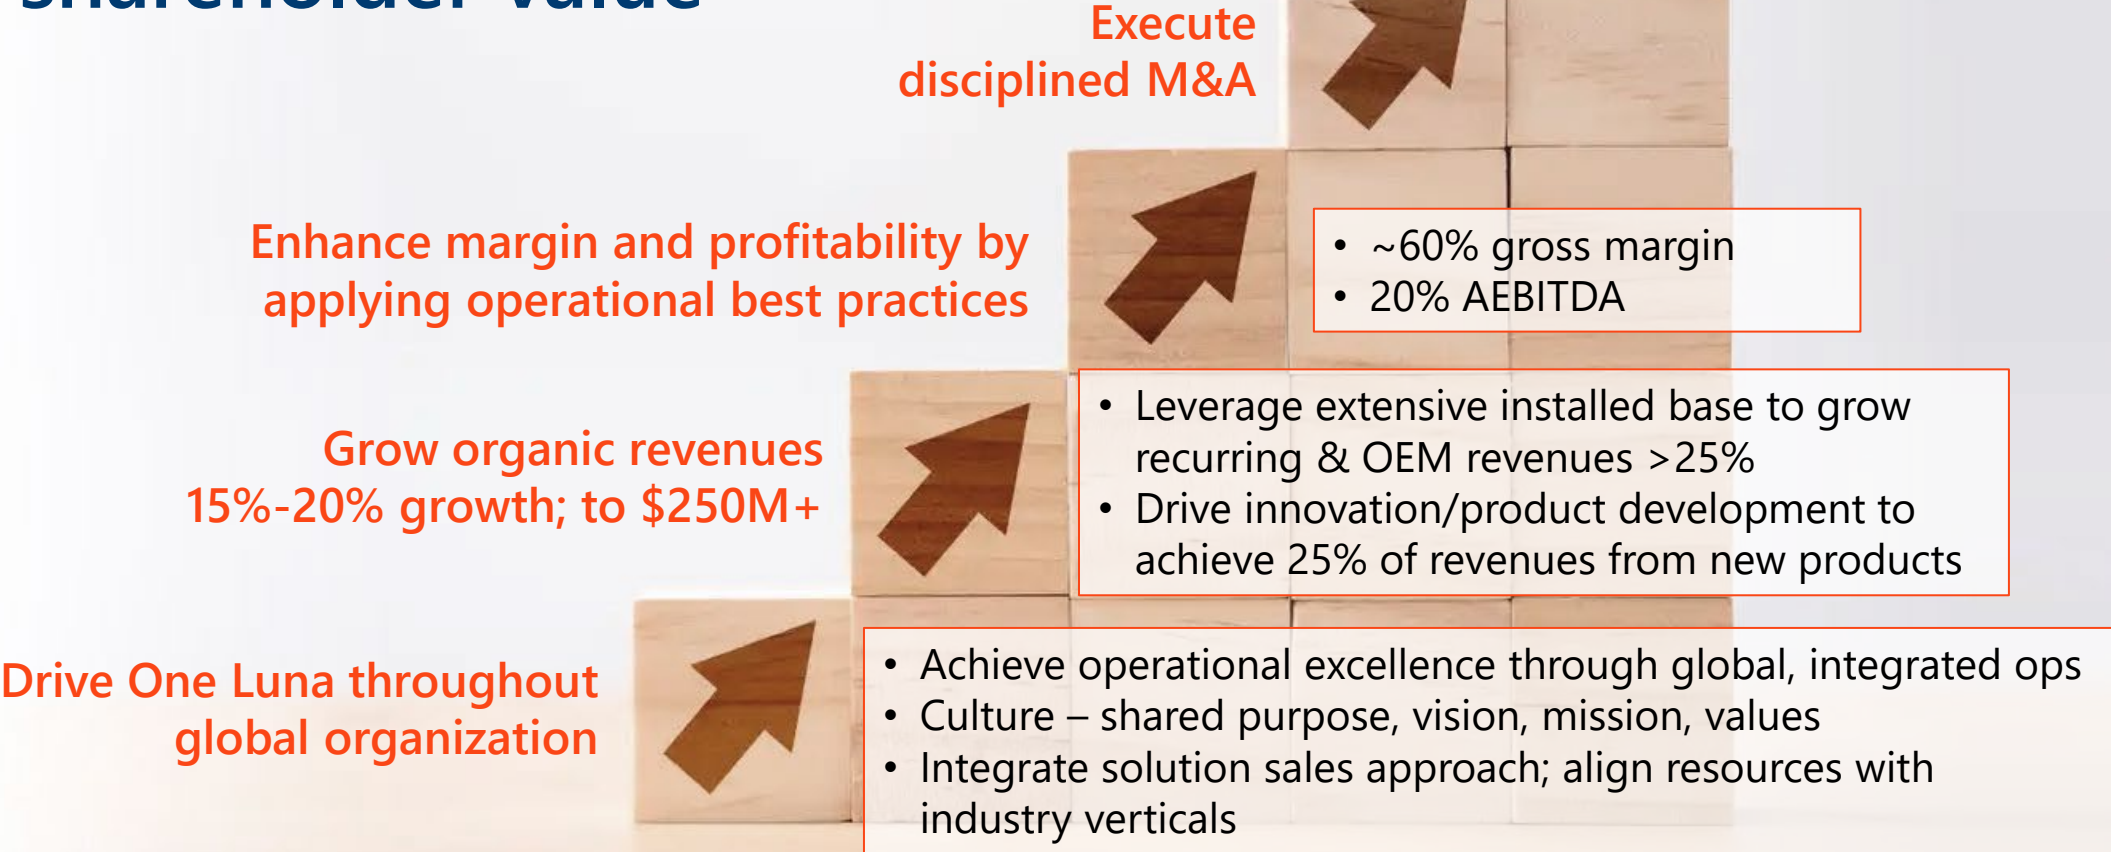 shareholder value
Execute
disciplined M&A
Enhance margin and profitability by
applying operational best practices
• ~60% gross margin
• 20% AEBITDA
Grow organic revenues
15%-20% growth; to $250M+
• Leverage extensive installed base to grow
recurring & OEM revenues >25%
• Drive innovation/product development to
achieve 25% of revenues from new products
Drive One Luna throughout
global organization
• Achieve operational excellence through global, integrated ops
• Culture – shared purpose, vision, mission, values
• Integrate solution sales approach; align resources with
industry verticals